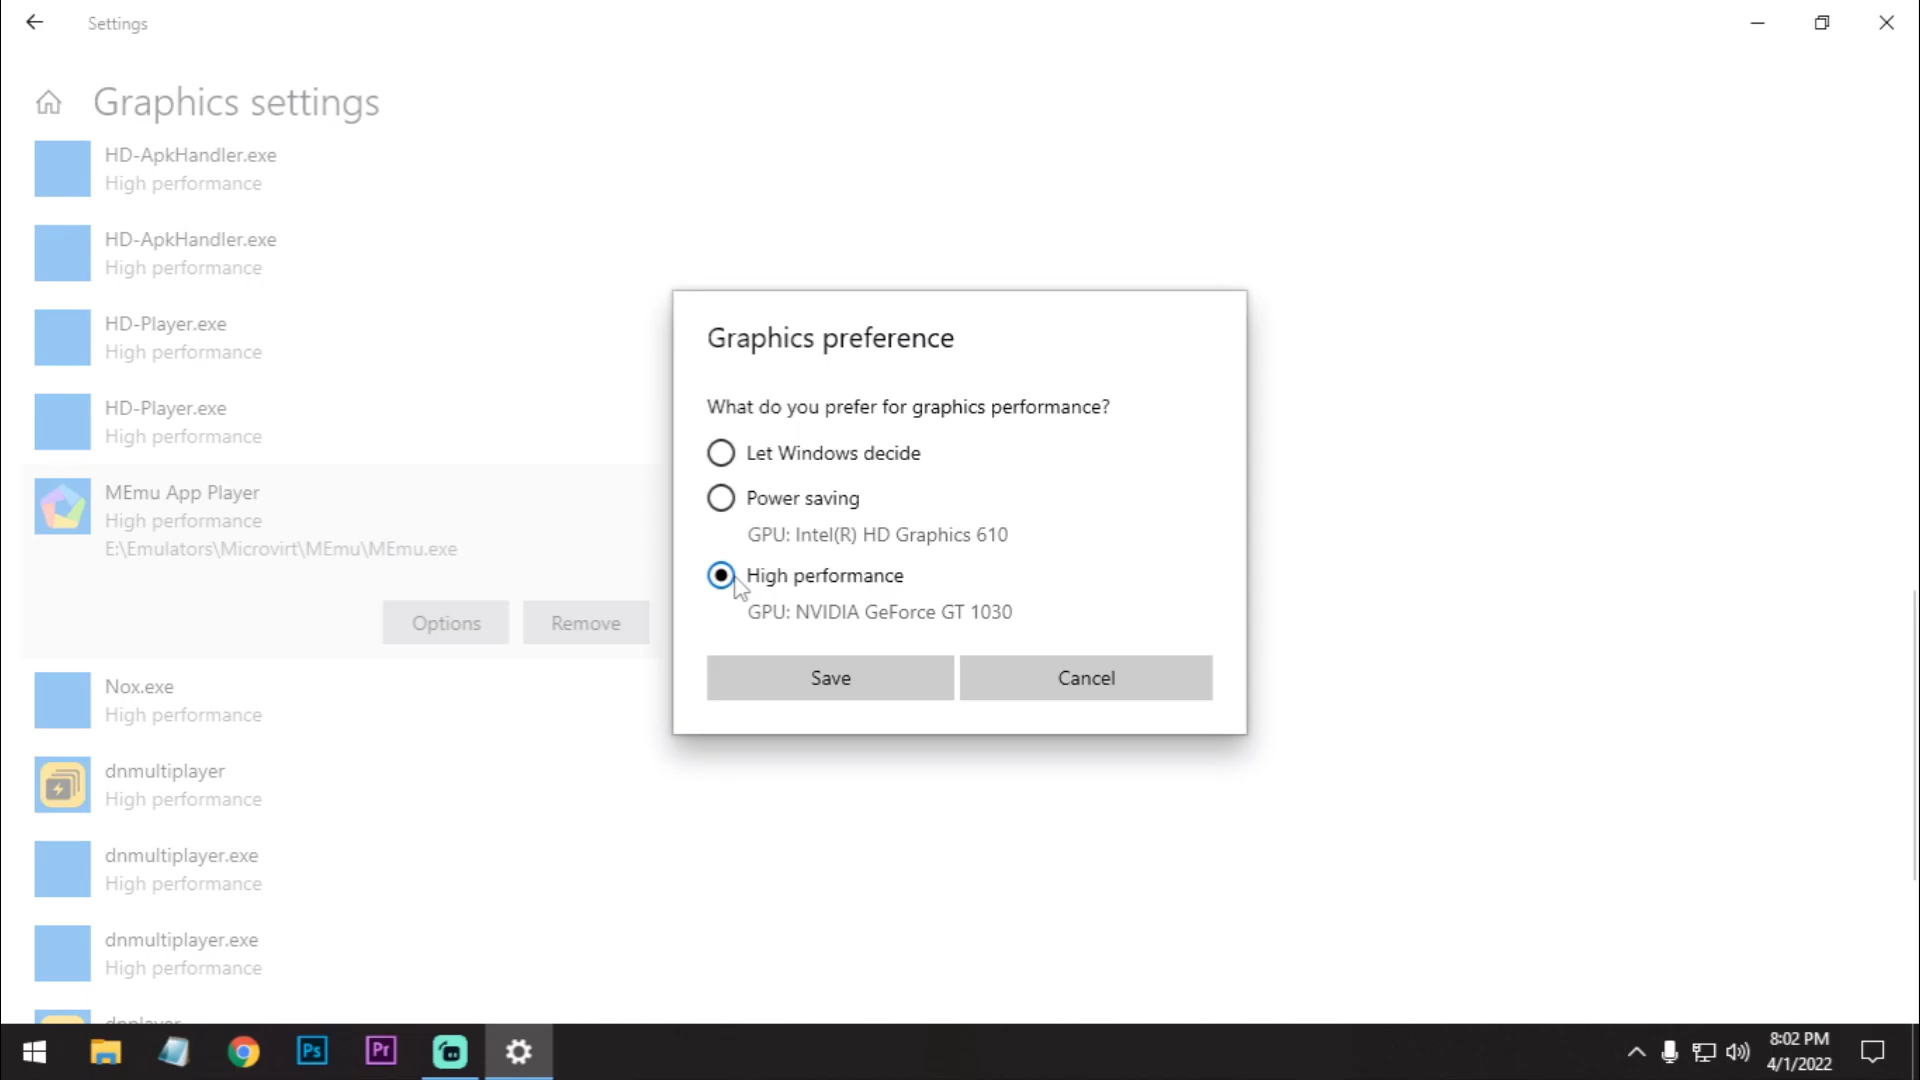 Settings
Graphics settings
HD-ApkHandler.exe
High performance
HD-ApkHandler.exe
High performance
HD-Player.exe
High performance
HD-Player.exe
High performance
MEmu App Player
High performance
E:\Emulators\Microvirt\MEmu\MEmu.exe
Options
Remove
Nox.exe
High performance
dnmultiplayer
High performance
dnmultiplayer.exe
High performance
dnmultiplayer.exe
High performance
dnplayer
Graphics preference
What do you prefer for graphics performance?
Let Windows decide
Power saving
GPU: Intel(R) HD Graphics 610
High performance
GPU: NVIDIA GeForce GT 1030
Save
Cancel
Ps
Pr
8:02 PM
4/1/2022